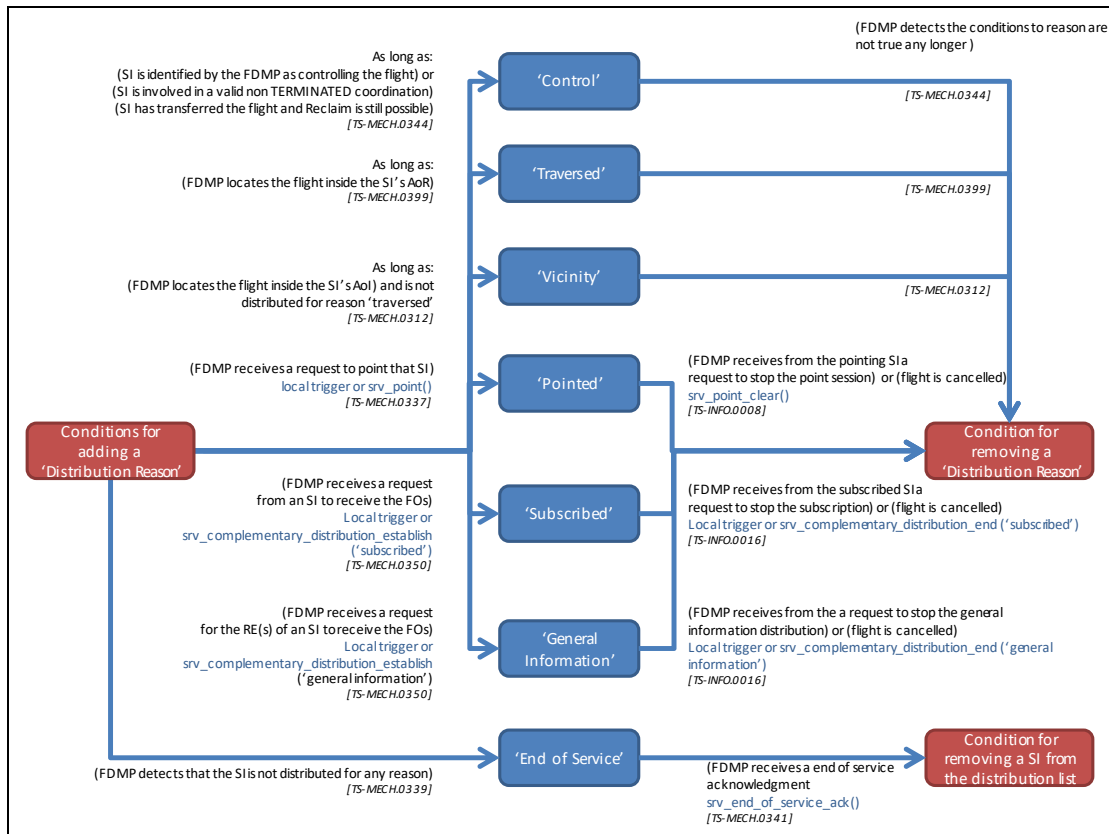 (FDMP detects the conditions to reason are
not true any longer )
As long as:
(SI is identified by the FDMP as controlling the flight) or
(SI is involved in a valid non TERMINATED coordination)
(SI has transferred the flight and Reclaim is still possible)
[TS-MECH.0344]
'Control'
[TS-MECH.0344]
As long as:
(FDMP locates the flight inside the SI's AoR)
[TS-MECH.0399]
'Traversed'
[TS-MECH.0399]
As long as:
(FDMP locates the flight inside the SI's AoI) and is not
distributed for reason 'traversed'
[TS-MECH.0312]
'Vicinity'
[TS-MECH.0312]
(FDMP receives a request to point that SI)
local trigger or srv_point()
[TS-MECH.0337]
'Pointed'
(FDMP receives from the pointing SI a
request to stop the point session) or (flight is cancelled)
srv_point_clear()
[TS-INFO.0008]
Conditions for
adding a
'Distribution Reason'
Condition for
removing a
'Distribution Reason'
(FDMP receives a request
from an SI to receive the FOs)
Local trigger or
srv_complementary_distribution_establish
('subscribed')
[TS-MECH.0350]
'Subscribed'
(FDMP receives from the subscribed SI a
request to stop the subscription) or (flight is cancelled)
Local trigger or srv_complementary_distribution_end ('subscribed')
[TS-INFO.0016]
(FDMP receives a request
for the RE(s) of an SI to receive the FOs)
Local trigger or
srv_complementary_distribution_establish
('general information')
[TS-MECH.0350]
'General
Information'
(FDMP receives from the a request to stop the general
information distribution) or (flight is cancelled)
Local trigger or srv_complementary_distribution_end ('general
information')
[TS-INFO.0016]
(FDMP detects that the SI is not distributed for any reason)
[TS-MECH.0339]
'End of Service'
(FDMP receives a end of service
acknowledgment
srv_end_of_service_ack()
[TS-MECH.0341]
Condition for
removing a SI from
the distribution list